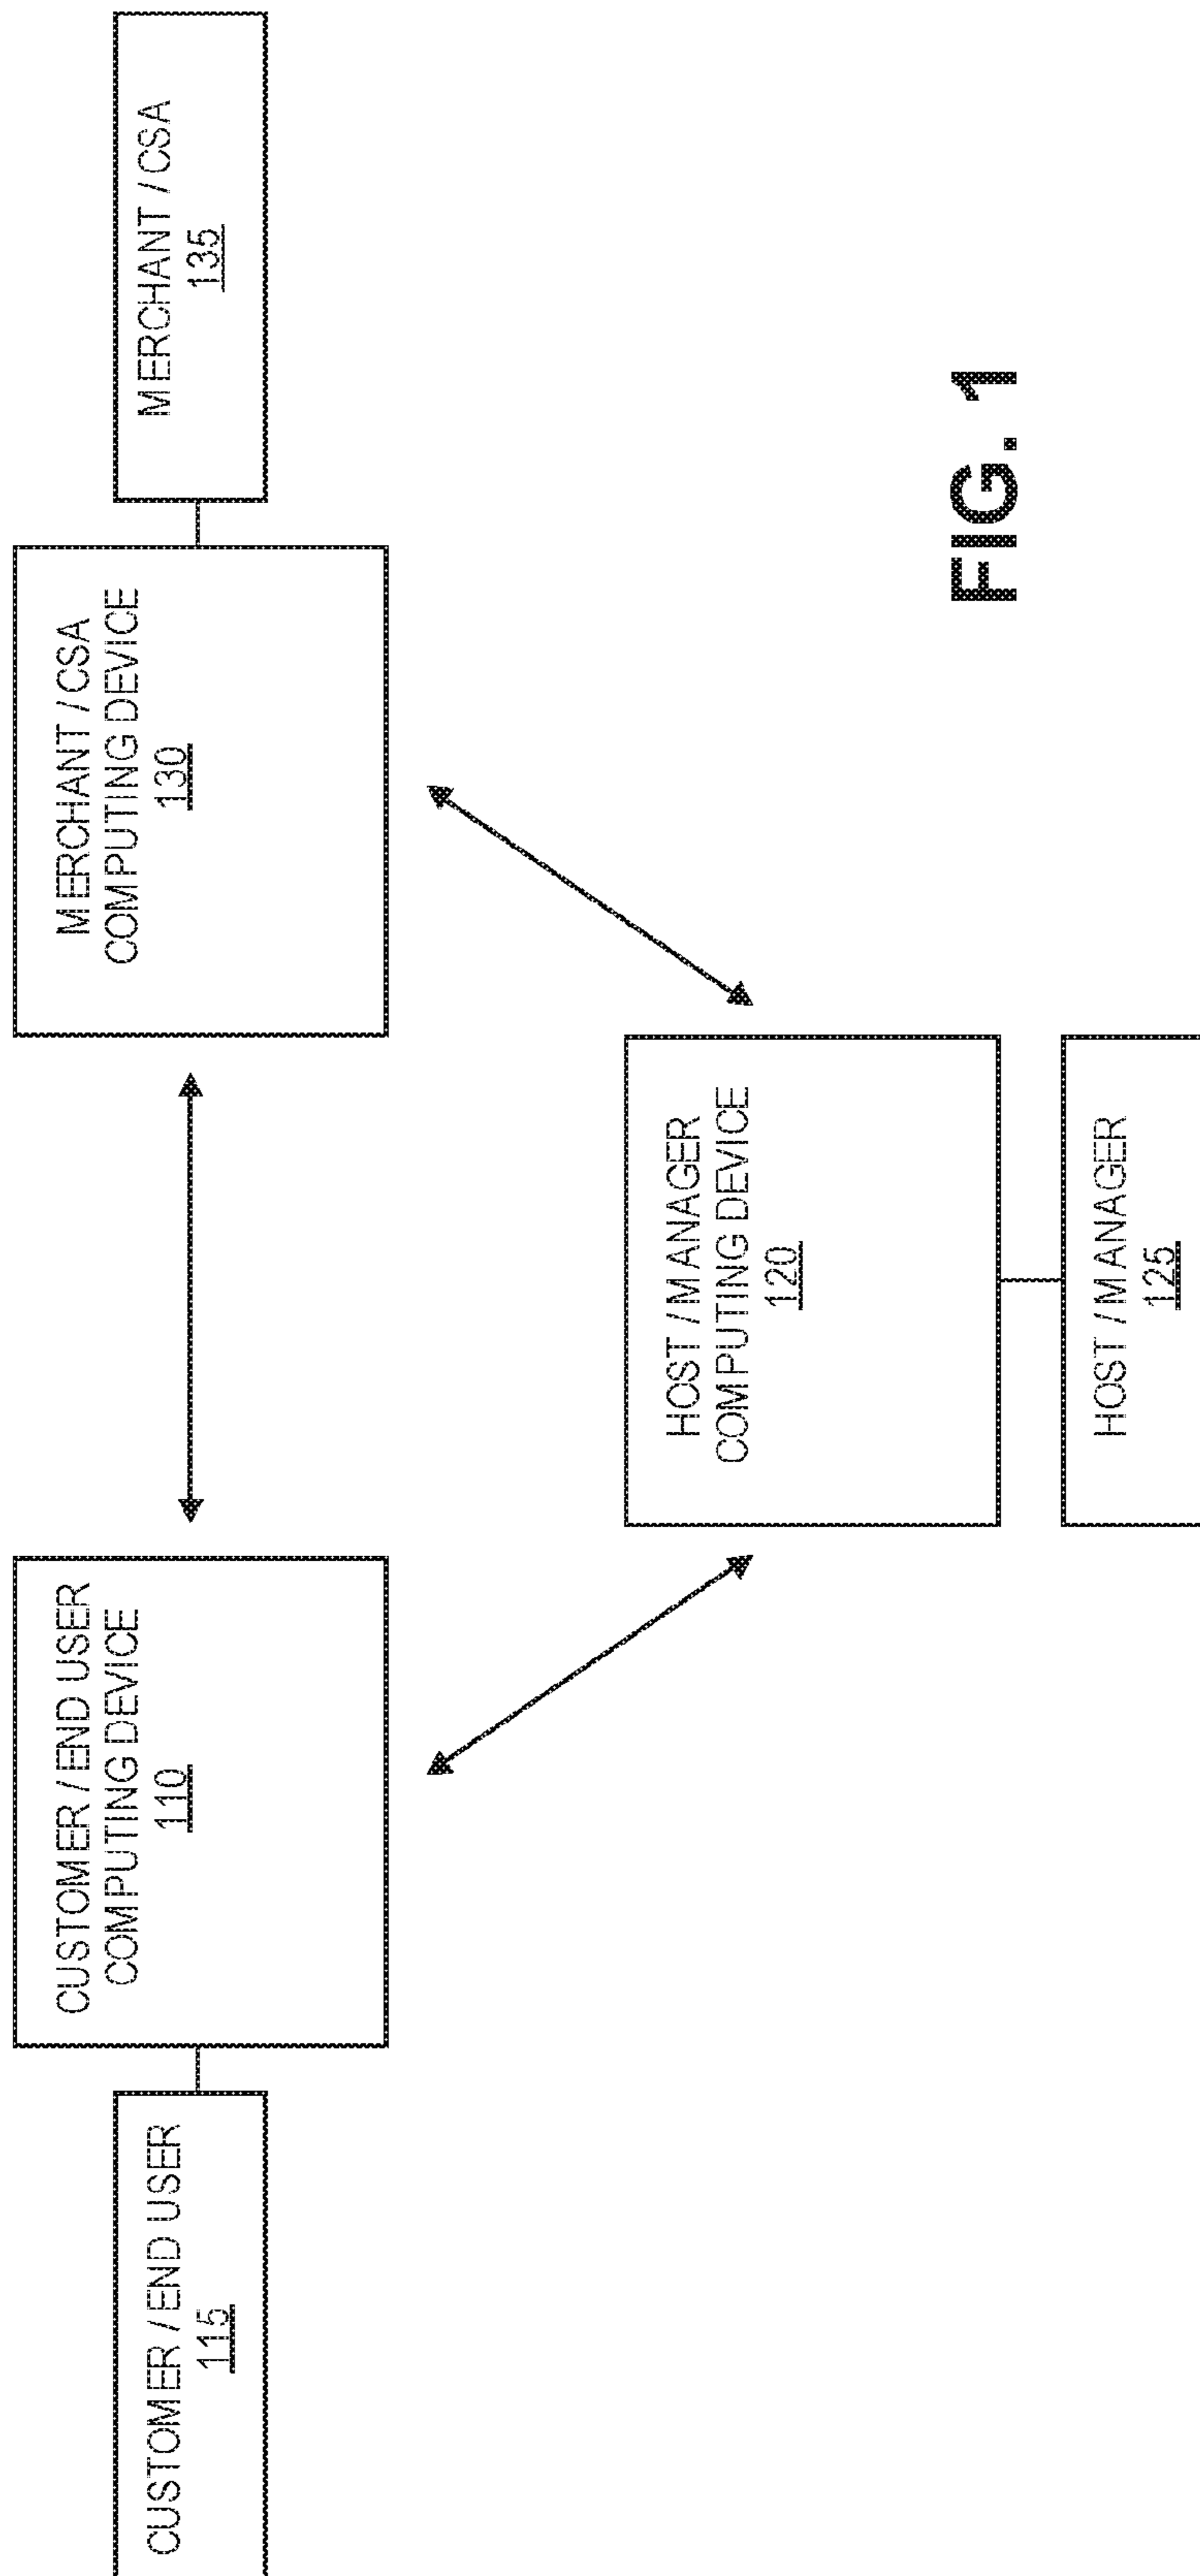 CUSTOMER / END USER
115
CUSTOMER / END USER
COMPUTING DEVICE
110
MERCHANT / CSA
COMPUTING DEVICE
130
MERCHANT / CSA
135
HOST / MANAGER
COMPUTING DEVICE
120
HOST / MANAGER
125
FIG. 1